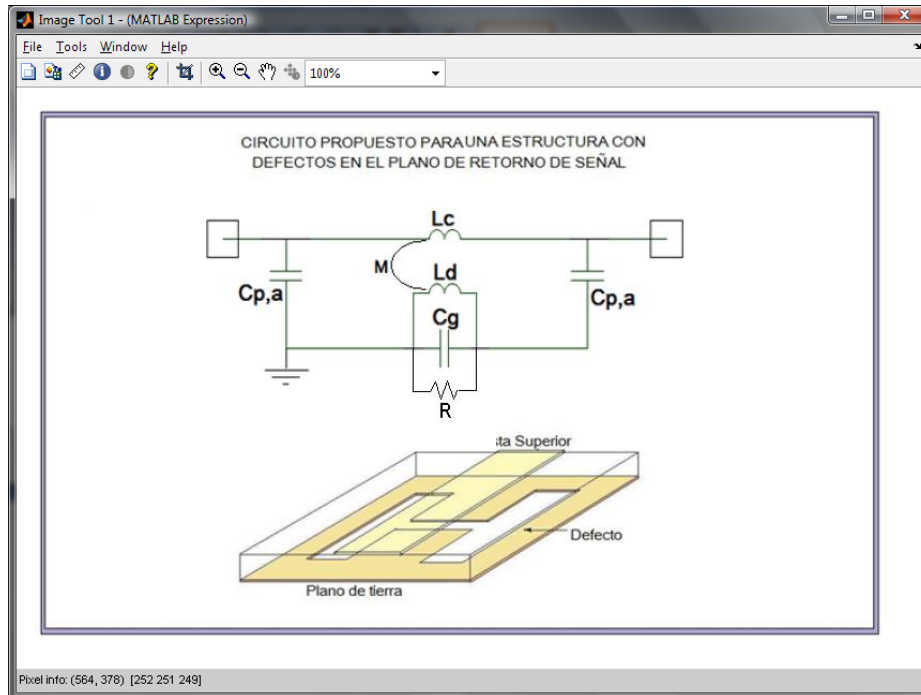 Image Tool 1 - (MATLAB Expression)
File Tools Window Help
100%
CIRCUITO PROPUESTO PARA UNA ESTRUCTURA CON
DEFECTOS EN EL PLANO DE RETORNO DE SEÑAL
Lc
M
Ld
Cp,a
Cp,a
Cg
R
ta Superior
Defecto
Plano de tierra
Pixel info: (564, 378) [252 251 249]